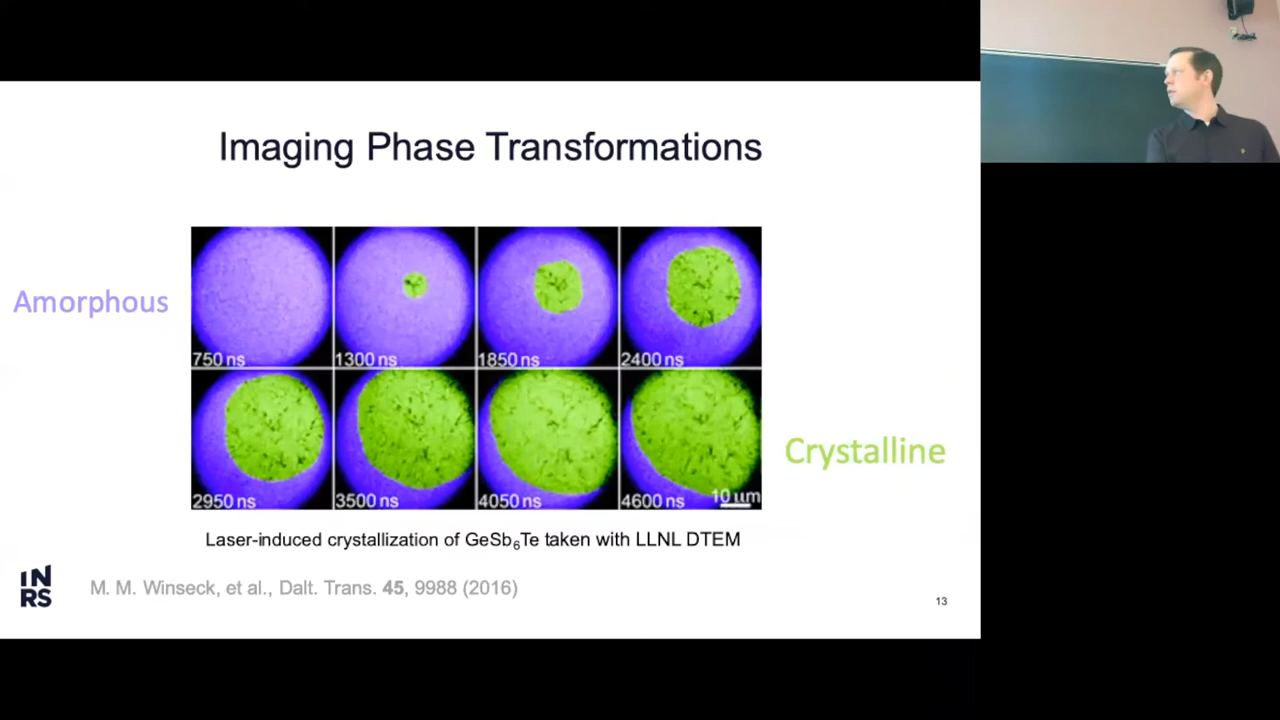 Imaging Phase Transformations
Amorphous
750 ns
1300 ns
1850 ns
2400 ns
2950 ns
3500 ns
4050 ns
4600 ns
10 µm
Crystalline
Laser-induced crystallization of GeSb₆Te taken with LLNL DTEM
IN
RS
M. M. Winseck, et al., Dalt. Trans. 45, 9988 (2016)
13